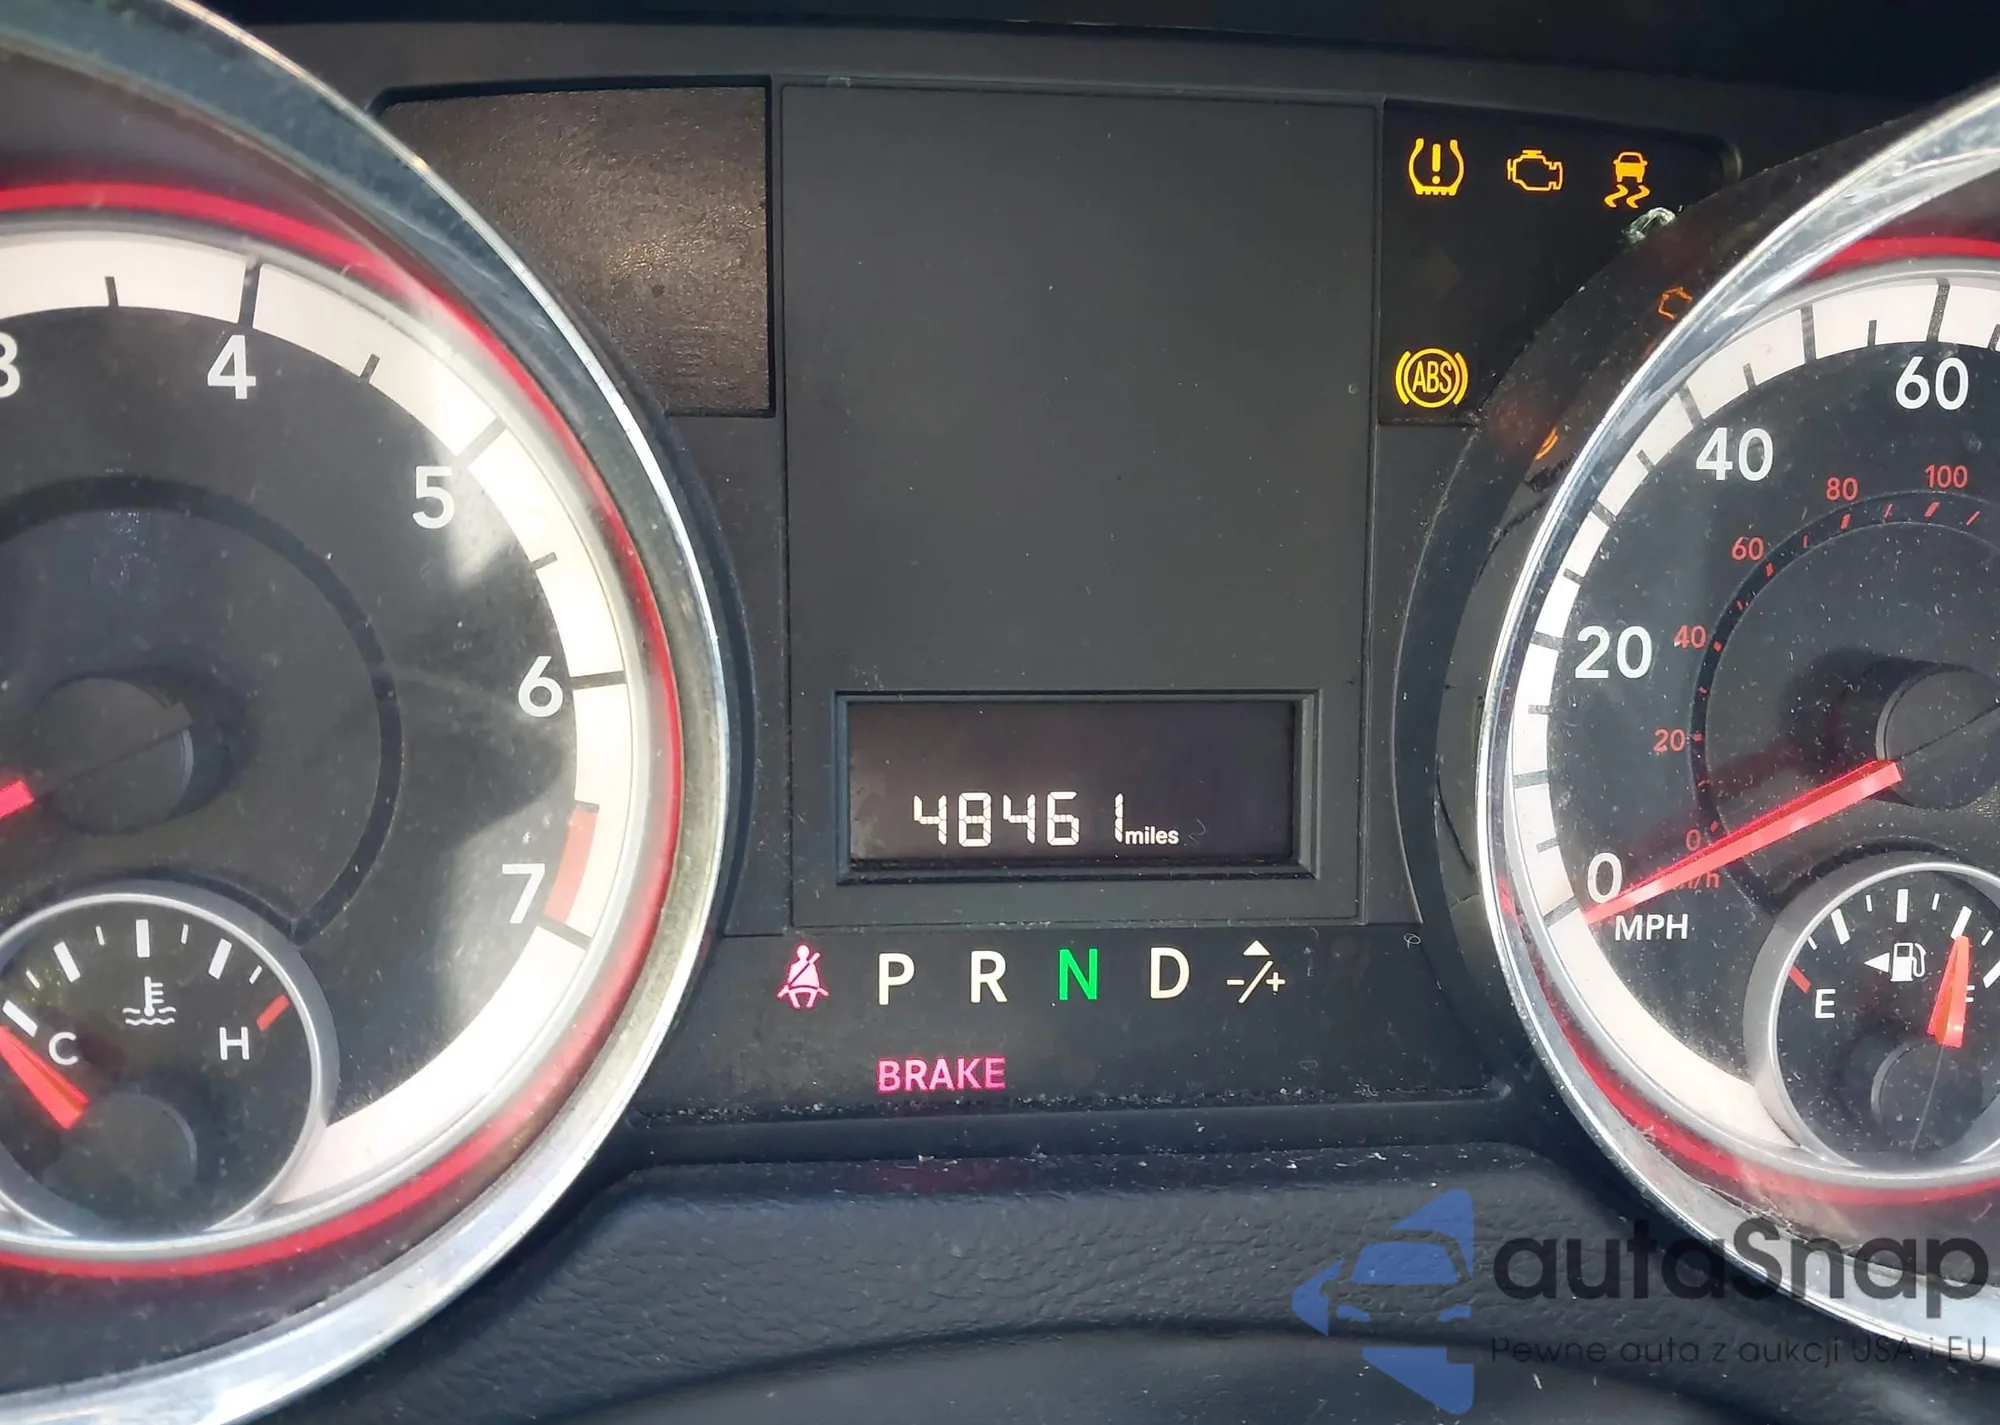 3
4
5
6
7
C
H
ABS
48461 miles
P R N D -/+
BRAKE
0
20
40
60
0
20
40
60
80
100
km/h
MPH
E
F
autaSnap
Pewne auta z aukcji USA i EU